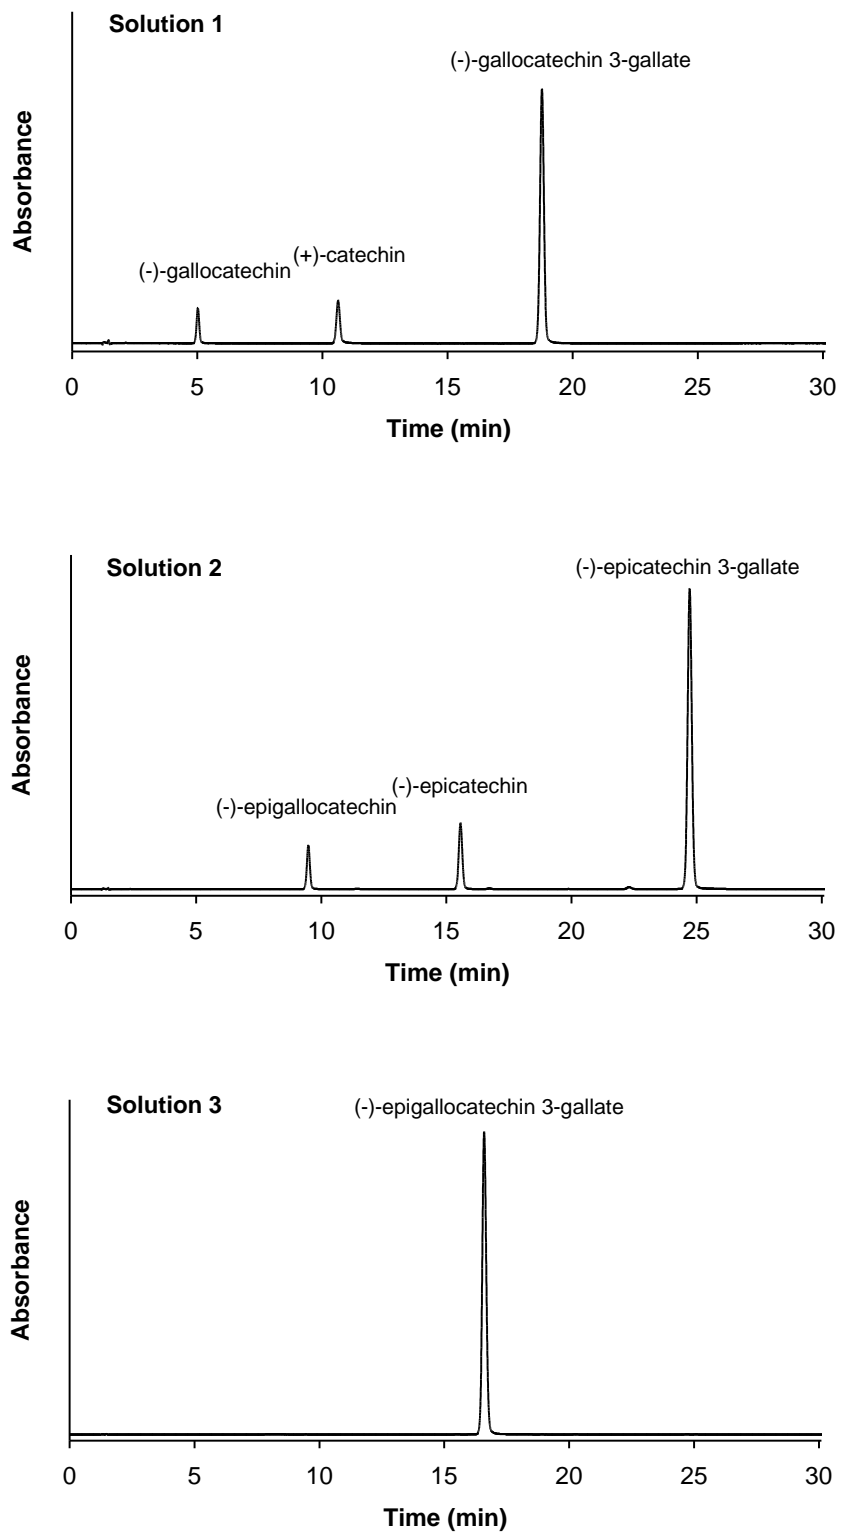 Solution 1
(-)-gallocatechin 3-gallate
(+)-catechin
(-)-gallocatechin
Absorbance
0 5 10 15 20 25 30
Time (min)
Solution 2
(-)-epicatechin 3-gallate
(-)-epicatechin
(-)-epigallocatechin
Absorbance
0 5 10 15 20 25 30
Time (min)
Solution 3
(-)-epigallocatechin 3-gallate
Absorbance
0 5 10 15 20 25 30
Time (min)